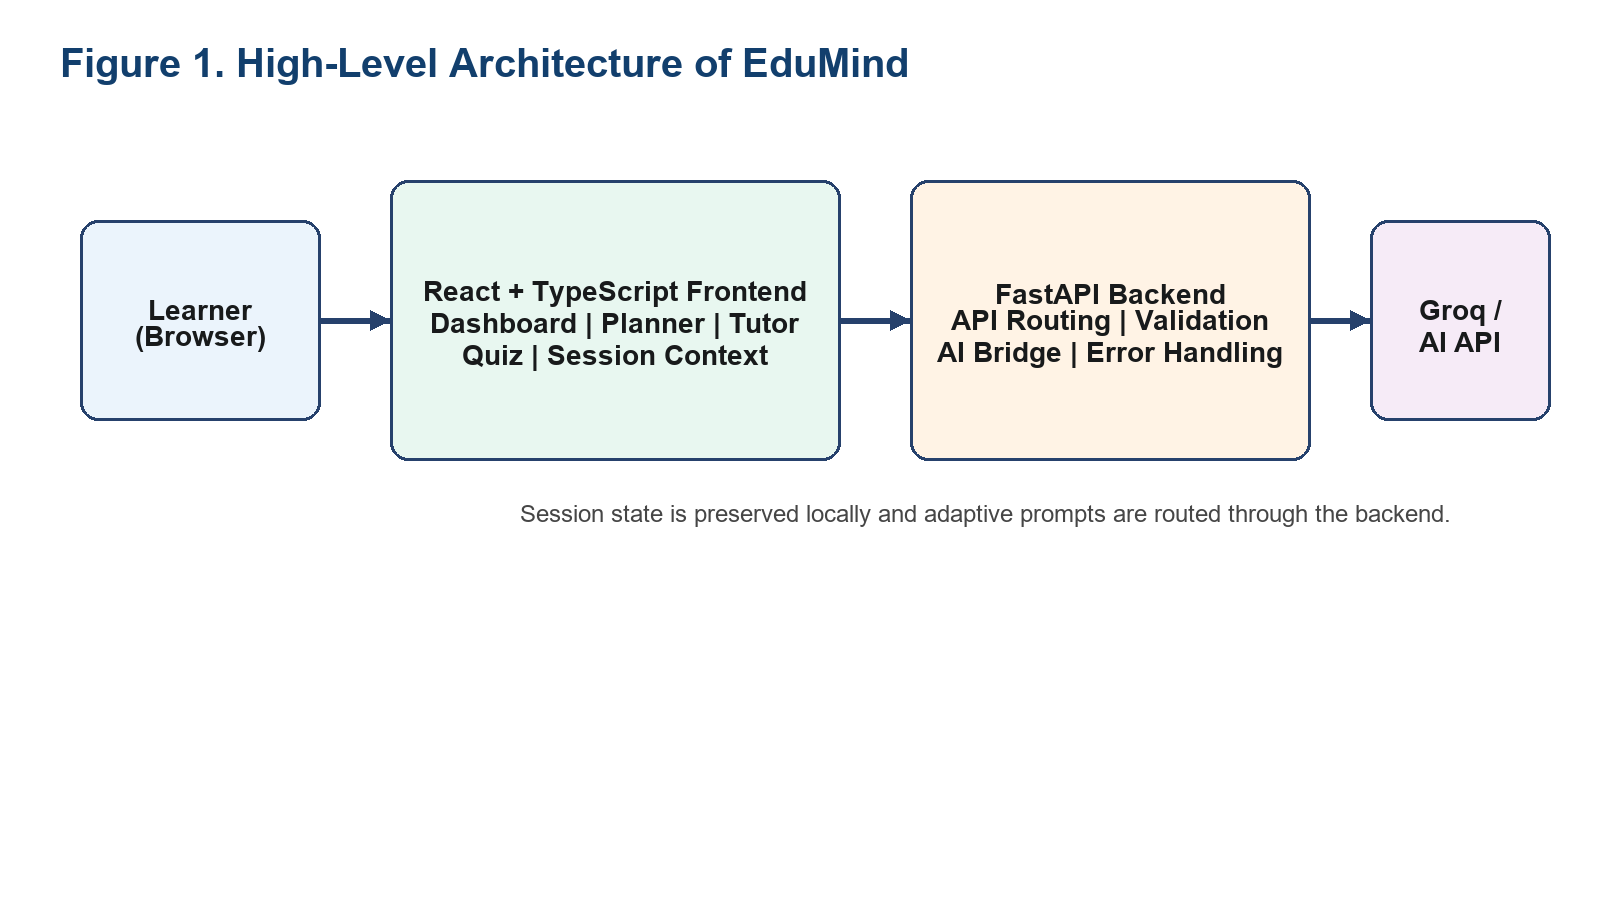 Figure 1. High-Level Architecture of EduMind
Learner
(Browser)
React + TypeScript Frontend
Dashboard | Planner | Tutor
Quiz | Session Context
FastAPI Backend
API Routing | Validation
AI Bridge | Error Handling
Groq /
AI API
Session state is preserved locally and adaptive prompts are routed through the backend.